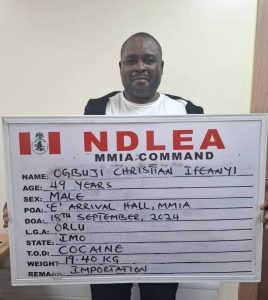 NDLEA
MMIA COMMAND
NAME: OGBUJI CHRISTIAN IFEANYI
AGE: 49 YEARS
SEX: MALE
POA: 'E' ARRIVAL HALL, MMIA
DOA: 15TH SEPTEMBER, 2024
L.G.A: ORLU
STATE: IMO
T.O.D: COCAINE
WEIGHT: 19.40 KG
REMARK: IMPORTATION